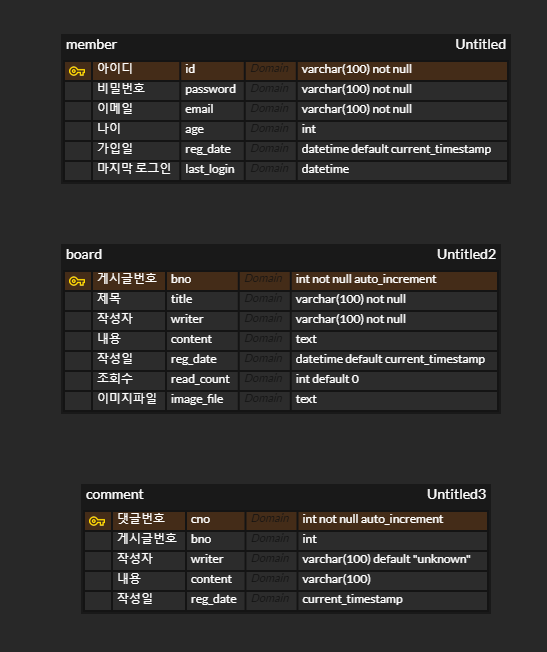 member Untitled
아이디 id Domain varchar(100) not null
비밀번호 password Domain varchar(100) not null
이메일 email Domain varchar(100) not null
나이 age Domain int
가입일 reg_date Domain datetime default current_timestamp
마지막 로그인 last_login Domain datetime
board Untitled2
게시글번호 bno Domain int not null auto_increment
제목 title Domain varchar(100) not null
작성자 writer Domain varchar(100) not null
내용 content Domain text
작성일 reg_date Domain datetime default current_timestamp
조회수 read_count Domain int default 0
이미지파일 image_file Domain text
comment Untitled3
댓글번호 cno Domain int not null auto_increment
게시글번호 bno Domain int
작성자 writer Domain varchar(100) default "unknown"
내용 content Domain varchar(100)
작성일 reg_date Domain current_timestamp